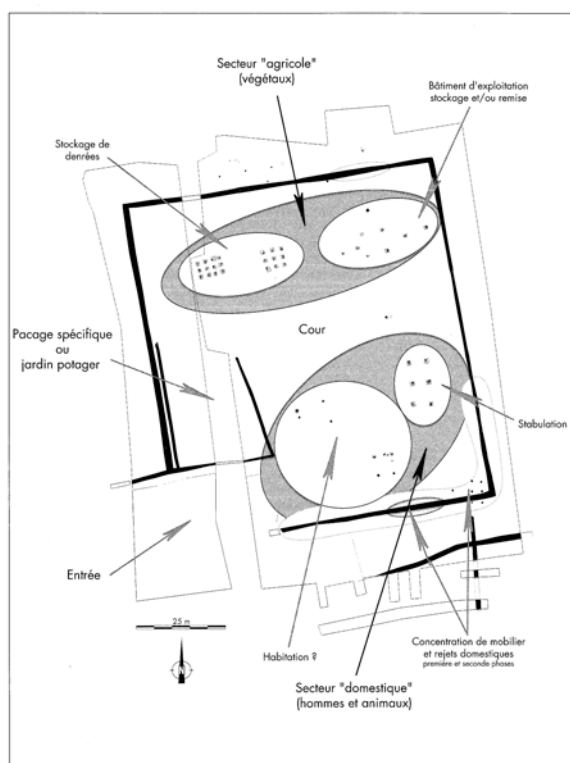 Secteur "agricole"
(végétaux)
Bâtiment d'exploitation
stockage et/ou remise
Stockage de
denrées
Cour
Pacage spécifique
ou
jardin potager
Stabulation
Entrée
25 m
Habitation ?
Concentration de mobilier
et rejets domestiques
première et seconde phases
Secteur "domestique"
(hommes et animaux)